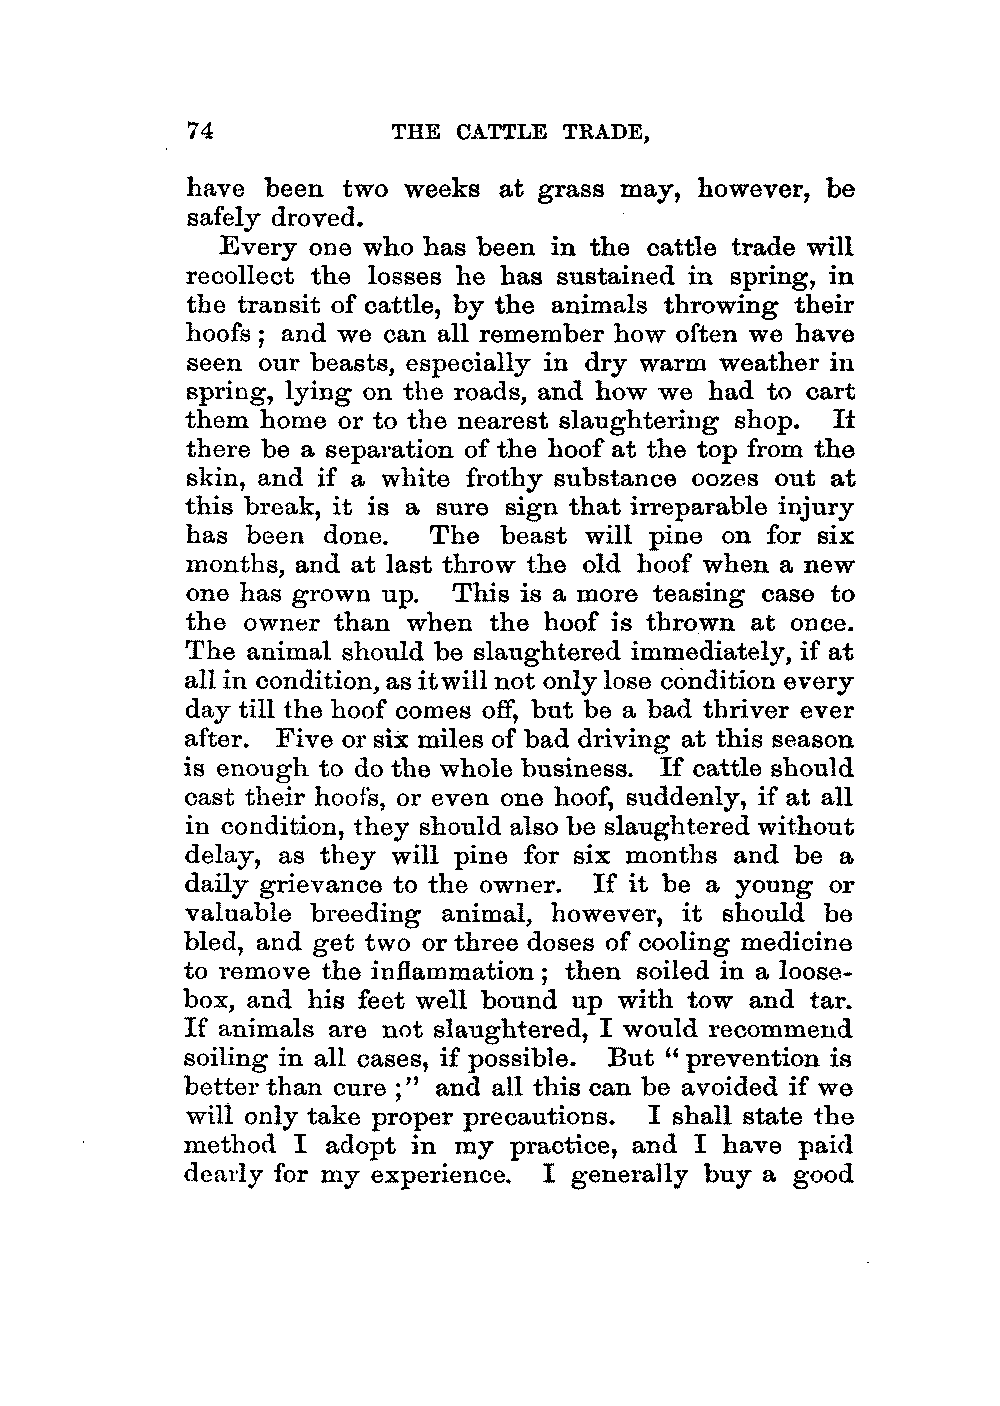 74 THE CATTLE TRADE,
have been two weeks at grass may, however, be
safely droved.
Every one who has been in the cattle trade will
recollect the losses he has sustained in spring, in
the transit of cattle, by the animals throwing their
hoofs ; and we can all remember how often we have
seen our beasts, especially in dry warm weather in
spring, lying on the roads, and how we had to cart
them home or to the nearest slaughtering shop. If
there be a separation of the hoof at the top from the
skin, and if a white frothy substance oozes out at
this break, it is a sure sign that irreparable injury
has been done. The beast will pine on for six
months, and at last throw the old hoof when a new
one has grown up. This is a more teasing case to
the owner than when the hoof is thrown at once.
The animal should be slaughtered immediately, if at
all in condition, as it will not only lose condition every
day till the hoof comes off, but be a bad thriver ever
after. Five or six miles of bad driving at this season
is enough to do the whole business. If cattle should
cast their hoofs, or even one hoof, suddenly, if at all
in condition, they should also be slaughtered without
delay, as they will pine for six months and be a
daily grievance to the owner. If it be a young or
valuable breeding animal, however, it should be
bled, and get two or three doses of cooling medicine
to remove the inflammation ; then soiled in a loose-
box, and his feet well bound up with tow and tar.
If animals are not slaughtered, I would recommend
soiling in all cases, if possible. But “ prevention is
better than cure ;” and all this can be avoided if we
will only take proper precautions. I shall state the
method I adopt in my practice, and I have paid
dearly for my experience. I generally buy a good